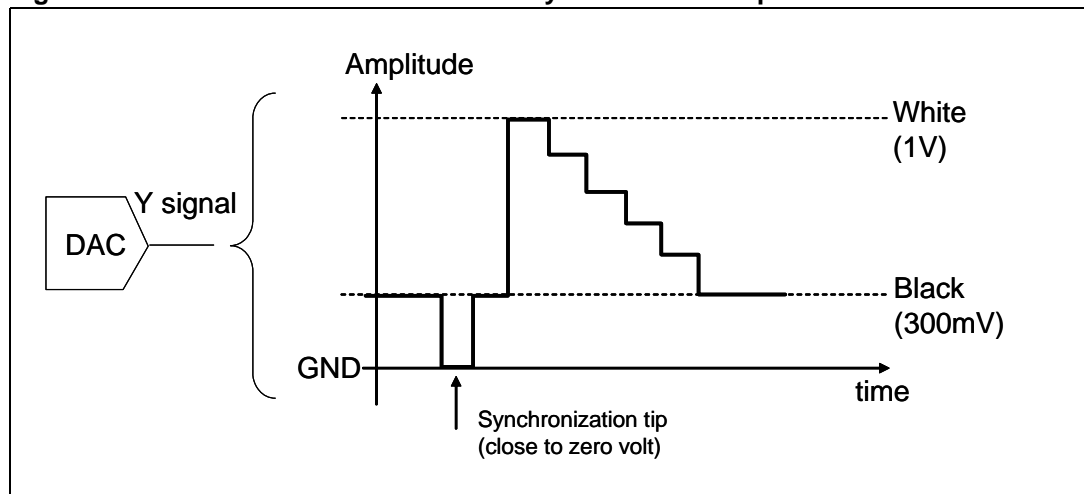 Amplitude
White
(1V)
Y signal
DAC
Black
(300mV)
GND
time
Synchronization tip
(close to zero volt)